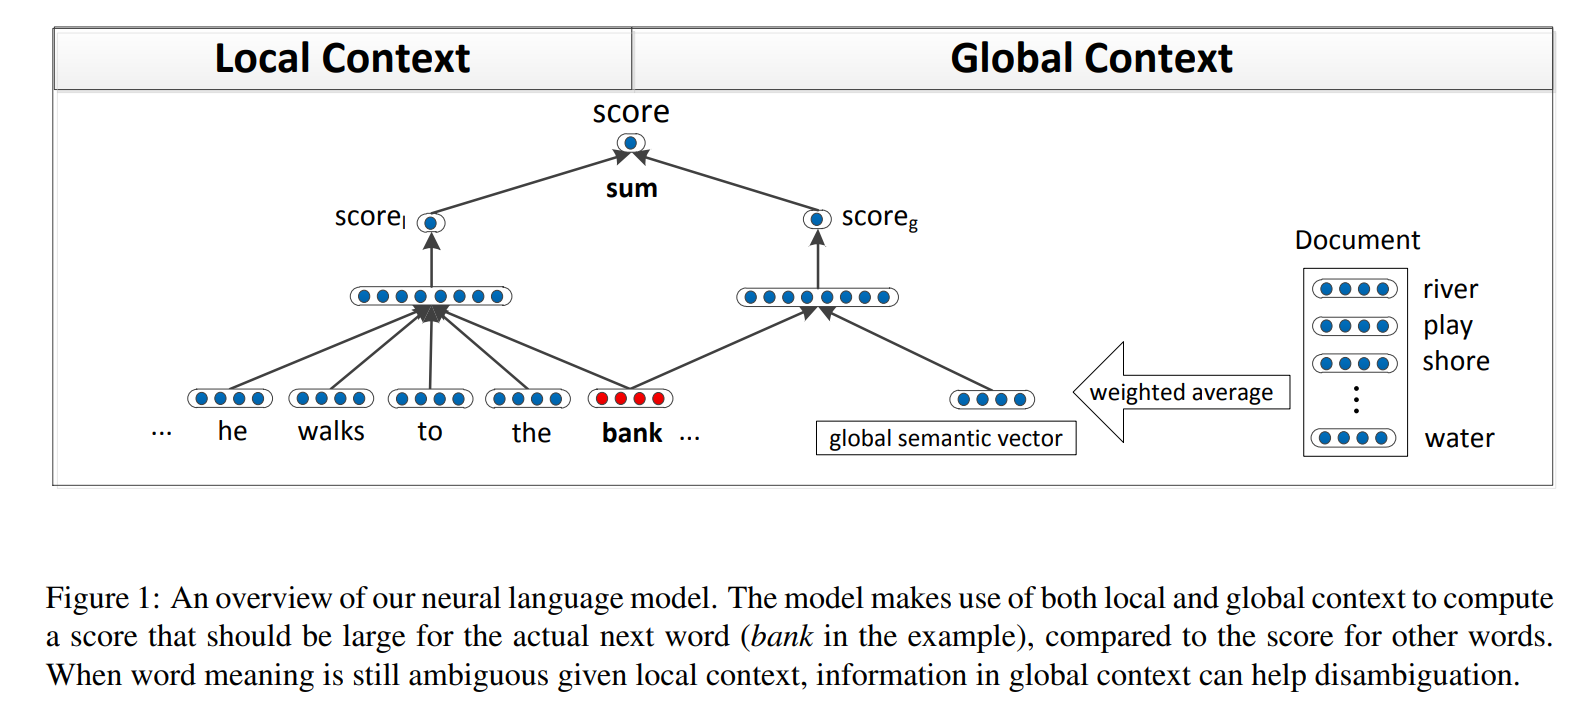 Local Context
Global Context
score
sum
scoreₗ
score_g
Document
river
play
shore
⋮
water
weighted average
... he walks to the bank ...
global semantic vector
Figure 1: An overview of our neural language model. The model makes use of both local and global context to compute
a score that should be large for the actual next word (bank in the example), compared to the score for other words.
When word meaning is still ambiguous given local context, information in global context can help disambiguation.